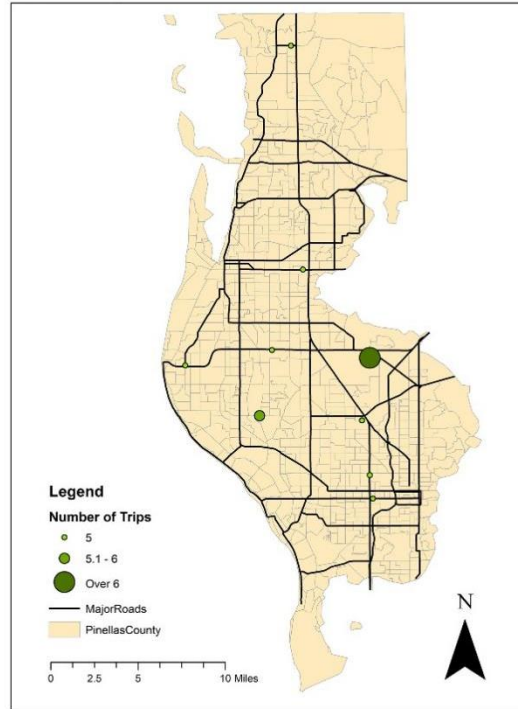 Legend
Number of Trips
5
5.1 - 6
Over 6
MajorRoads
PinellasCounty
0 2.5 5 10 Miles
N